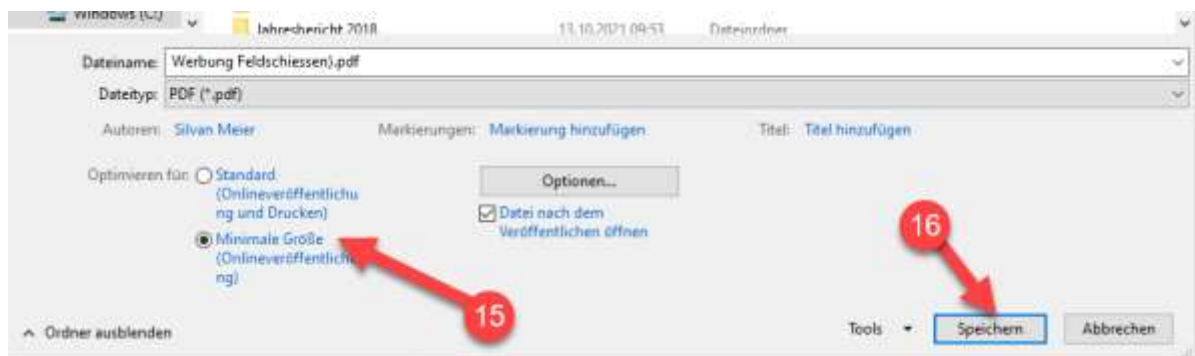 Windows (C:)
Jahresbericht 2018 13.10.2021 09:53 Dateiordner
Dateiname: Werbung Feldschiessen).pdf
Dateityp: PDF (*.pdf)
Autoren: Silvan Meier Markierungen: Markierung hinzufügen Titel: Titel hinzufügen
Optimieren für: Standard
(Onlineveröffentlichu
ng und Drucken)
Minimale Größe
(Onlineveröffentlichu
ng)
Optionen...
Datei nach dem
Veröffentlichen öffnen
15
16
Ordner ausblenden
Tools Speichern Abbrechen